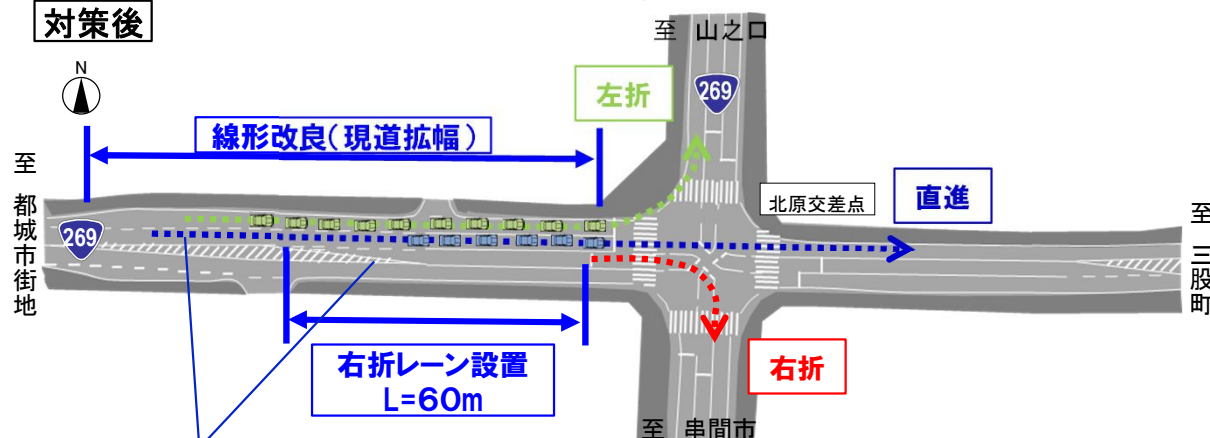 対策後
N
至 山之口
269
左折
線形改良(現道拡幅)
至 都城市街地
269
北原交差点
直進
至 三股町
右折レーン設置
L=60m
右折
至 串間市